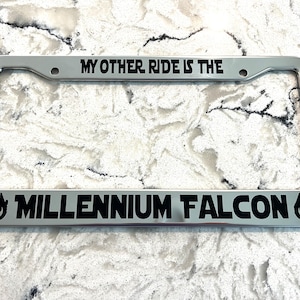 MY OTHER RIDE IS THE
MILLENNIUM FALCON